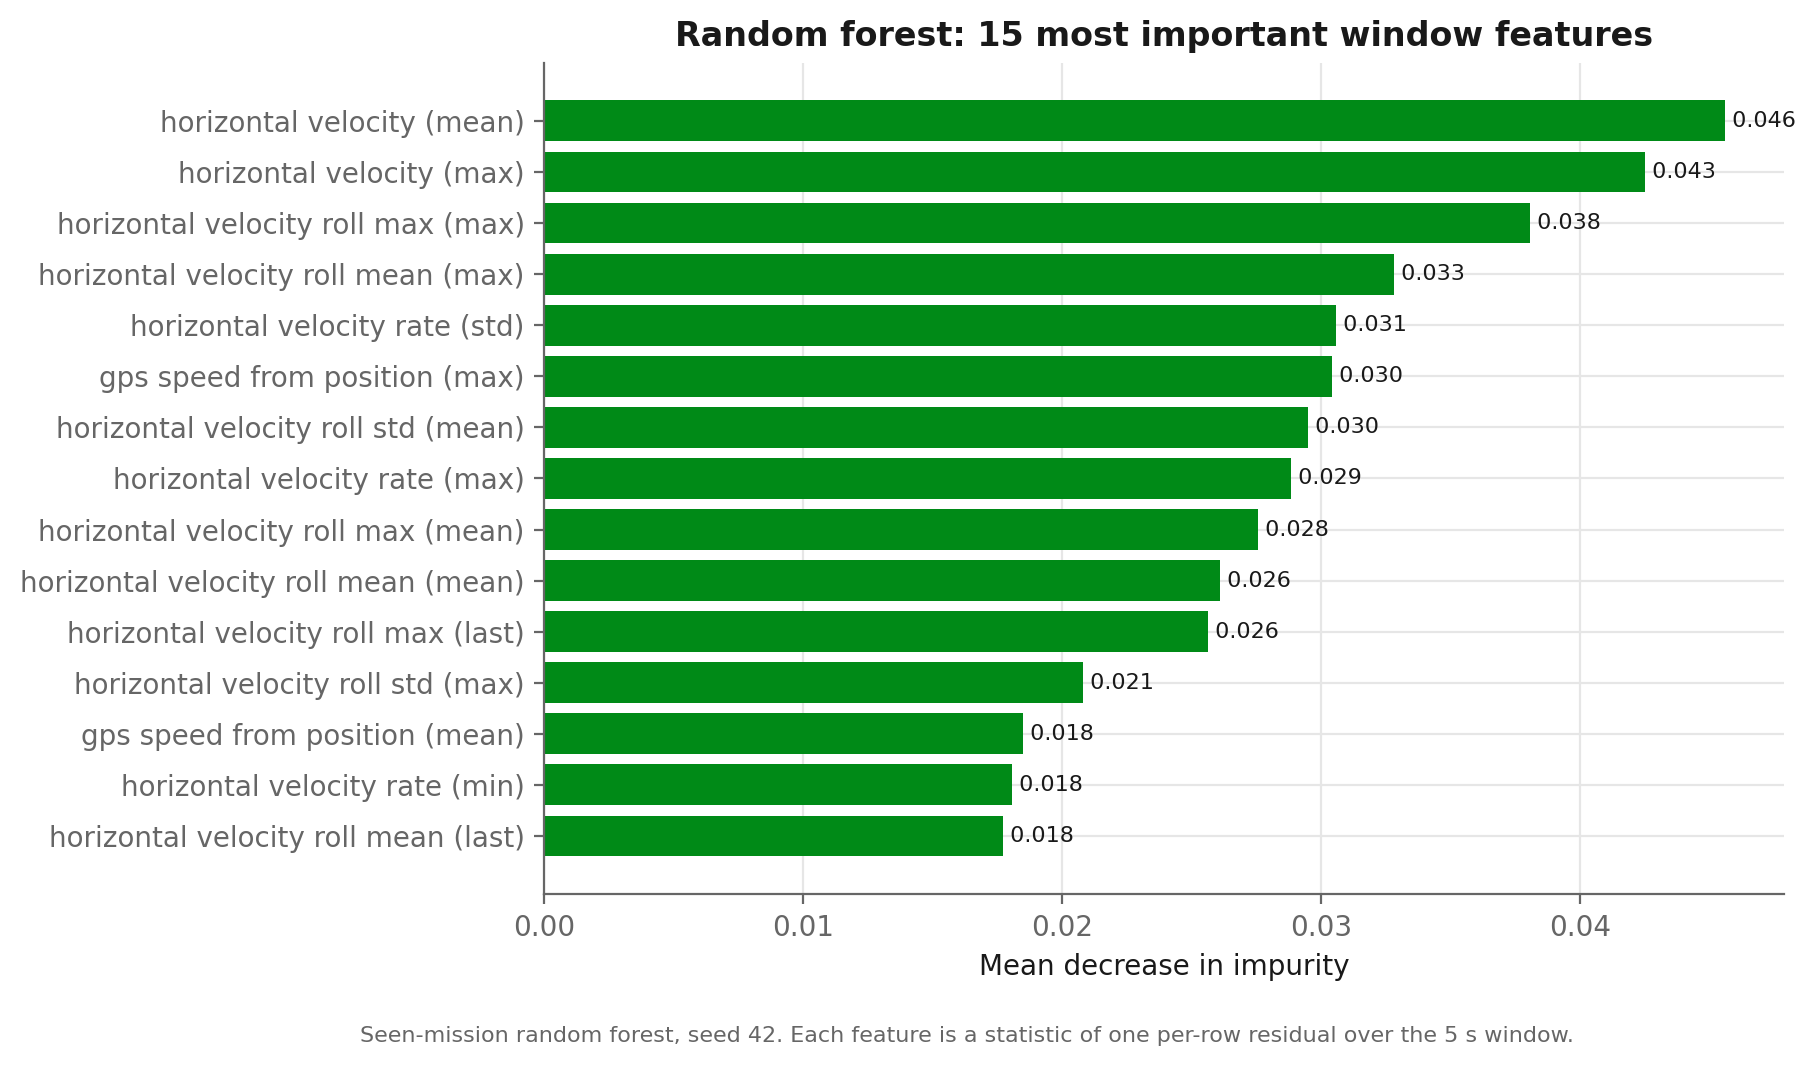 Random forest: 15 most important window features
horizontal velocity (mean) 0.046
horizontal velocity (max) 0.043
horizontal velocity roll max (max) 0.038
horizontal velocity roll mean (max) 0.033
horizontal velocity rate (std) 0.031
gps speed from position (max) 0.030
horizontal velocity roll std (mean) 0.030
horizontal velocity rate (max) 0.029
horizontal velocity roll max (mean) 0.028
horizontal velocity roll mean (mean) 0.026
horizontal velocity roll max (last) 0.026
horizontal velocity roll std (max) 0.021
gps speed from position (mean) 0.018
horizontal velocity rate (min) 0.018
horizontal velocity roll mean (last) 0.018
0.00 0.01 0.02 0.03 0.04
Mean decrease in impurity
Seen-mission random forest, seed 42. Each feature is a statistic of one per-row residual over the 5 s window.